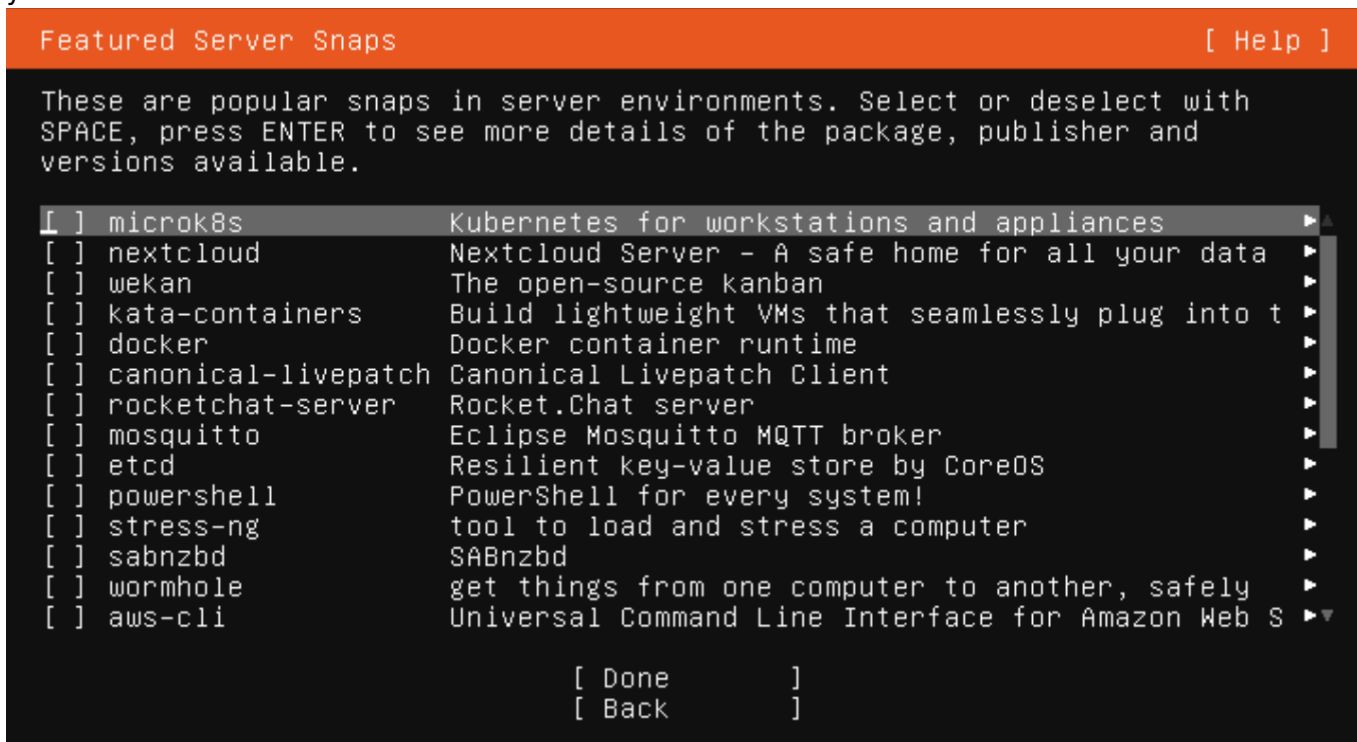 Featured Server Snaps [ Help ]
These are popular snaps in server environments. Select or deselect with
SPACE, press ENTER to see more details of the package, publisher and
versions available.
[ ] microk8s Kubernetes for workstations and appliances
[ ] nextcloud Nextcloud Server – A safe home for all your data
[ ] wekan The open–source kanban
[ ] kata–containers Build lightweight VMs that seamlessly plug into t
[ ] docker Docker container runtime
[ ] canonical–livepatch Canonical Livepatch Client
[ ] rocketchat–server Rocket.Chat server
[ ] mosquitto Eclipse Mosquitto MQTT broker
[ ] etcd Resilient key–value store by CoreOS
[ ] powershell PowerShell for every system!
[ ] stress–ng tool to load and stress a computer
[ ] sabnzbd SABnzbd
[ ] wormhole get things from one computer to another, safely
[ ] aws–cli Universal Command Line Interface for Amazon Web S
[ Done ]
[ Back ]